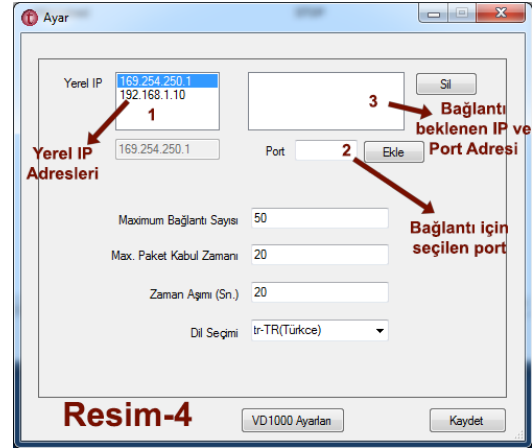 Ayar
Yerel IP
169.254.250.1
192.168.1.10
1
3
Sil
Bağlantı
beklenen IP ve
Port Adresi
Yerel IP
Adresleri
169.254.250.1
Port
2
Ekle
Bağlantı için
seçilen port
Maximum Bağlantı Sayısı
50
Max. Paket Kabul Zamanı
20
Zaman Aşımı (Sn.)
20
Dil Seçimi
tr-TR(Türkce)
Resim-4
VD1000 Ayarları
Kaydet